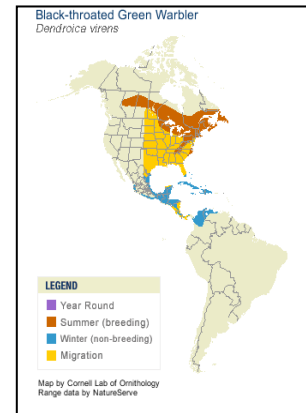 Black-throated Green Warbler
Dendroica virens
LEGEND
Year Round
Summer (breeding)
Winter (non-breeding)
Migration
Map by Cornell Lab of Ornithology
Range data by NatureServe